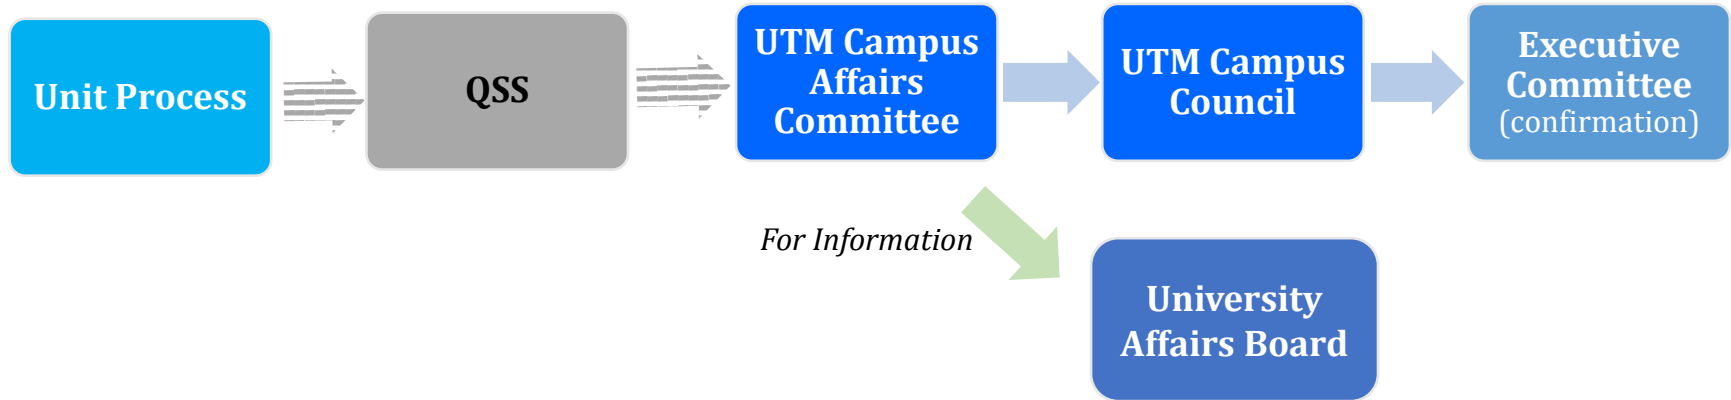 Unit Process
QSS
UTM Campus
Affairs
Committee
UTM Campus
Council
Executive
Committee
(confirmation)
For Information
University
Affairs Board